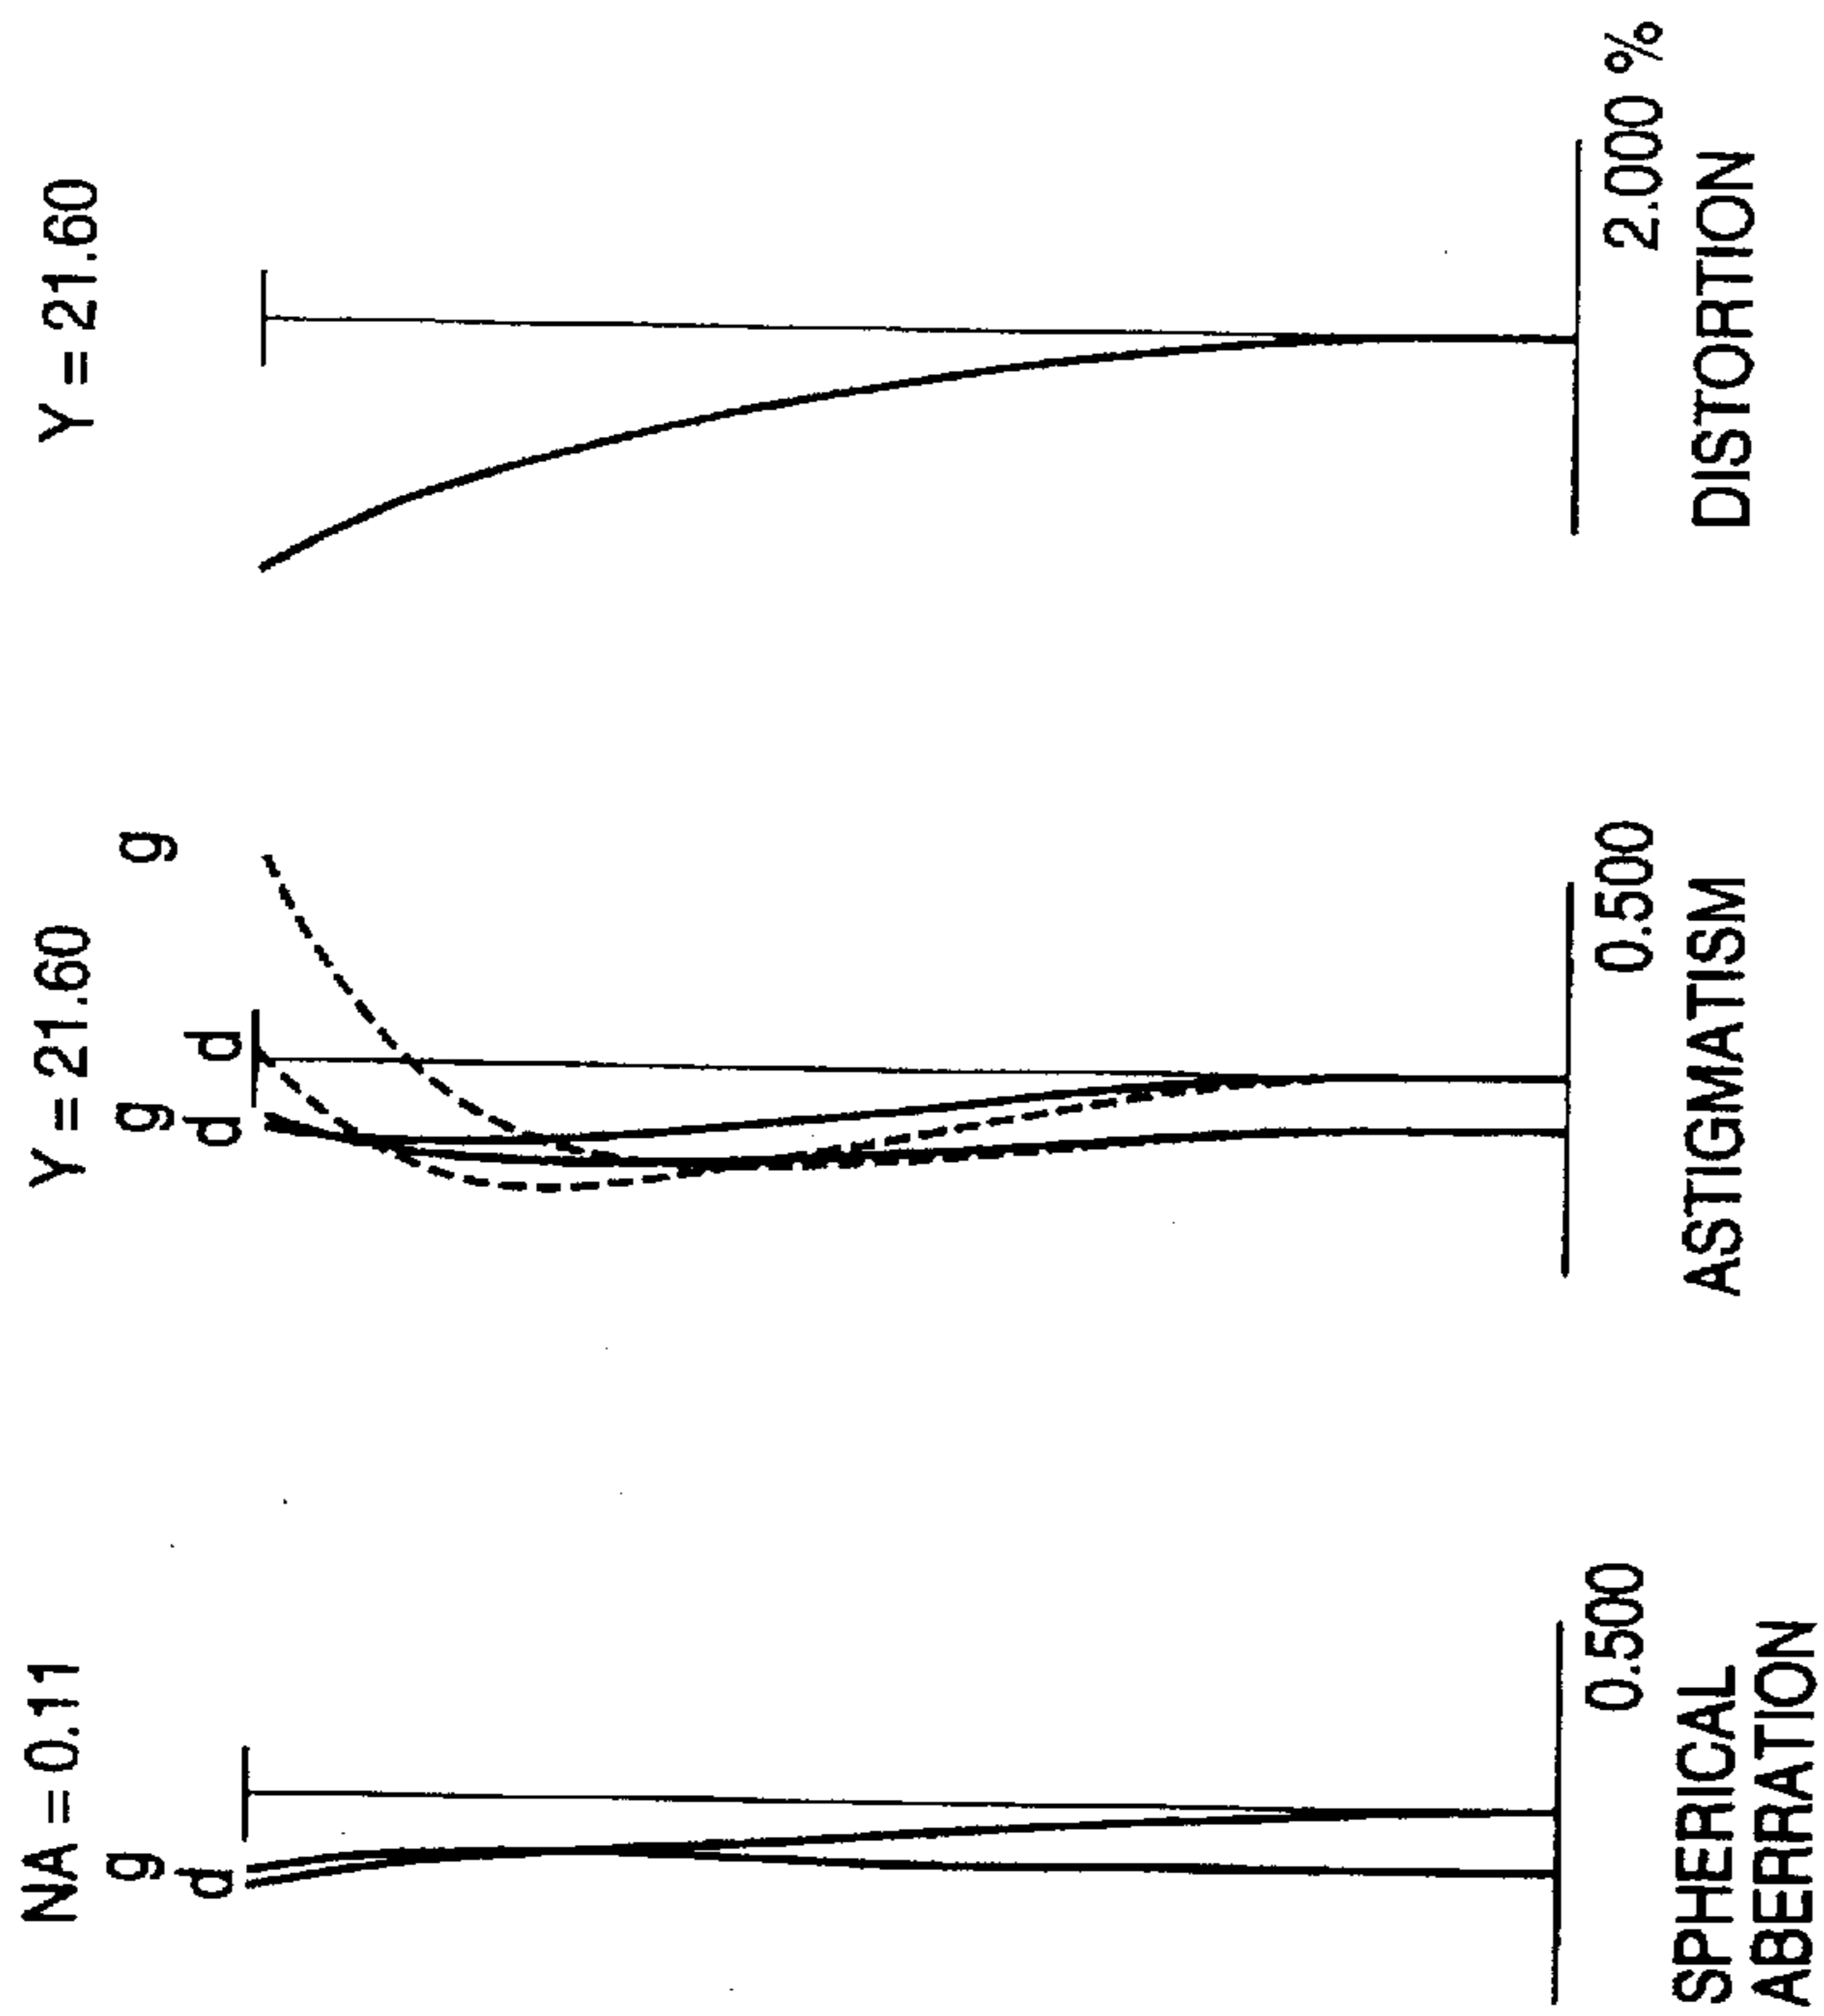 NA = 0.11
g
d
0.500
SPHERICAL
ABERRATION
Y = 21.60
g
g
d
d
0.500
ASTIGMATISM
Y = 21.60
2.000 %
DISTORTION